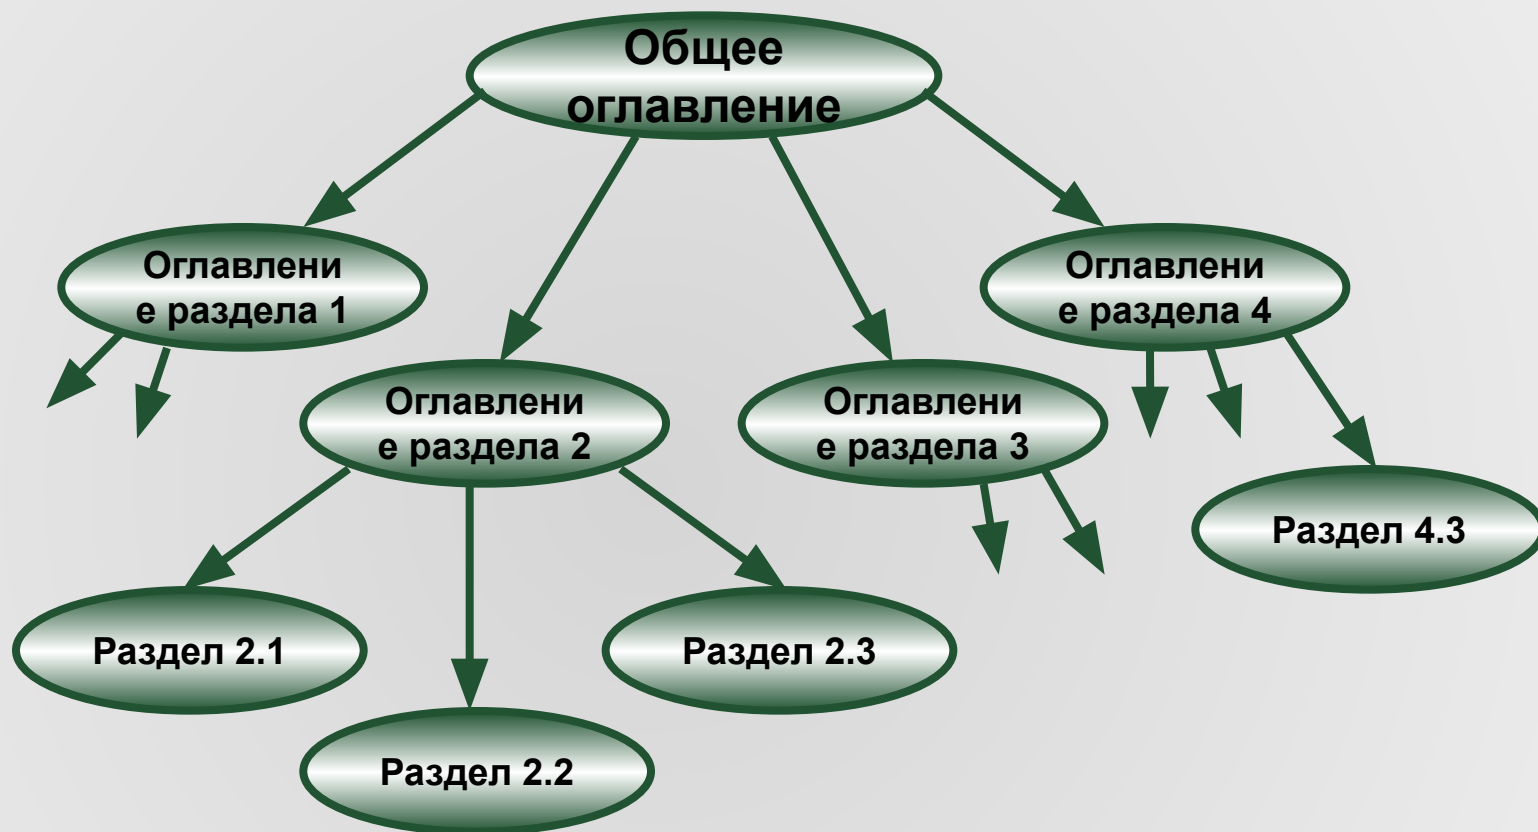 Общее
оглавление
Оглавлени
е раздела 1
Оглавлени
е раздела 4
Оглавлени
е раздела 2
Оглавлени
е раздела 3
Раздел 4.3
Раздел 2.1
Раздел 2.3
Раздел 2.2